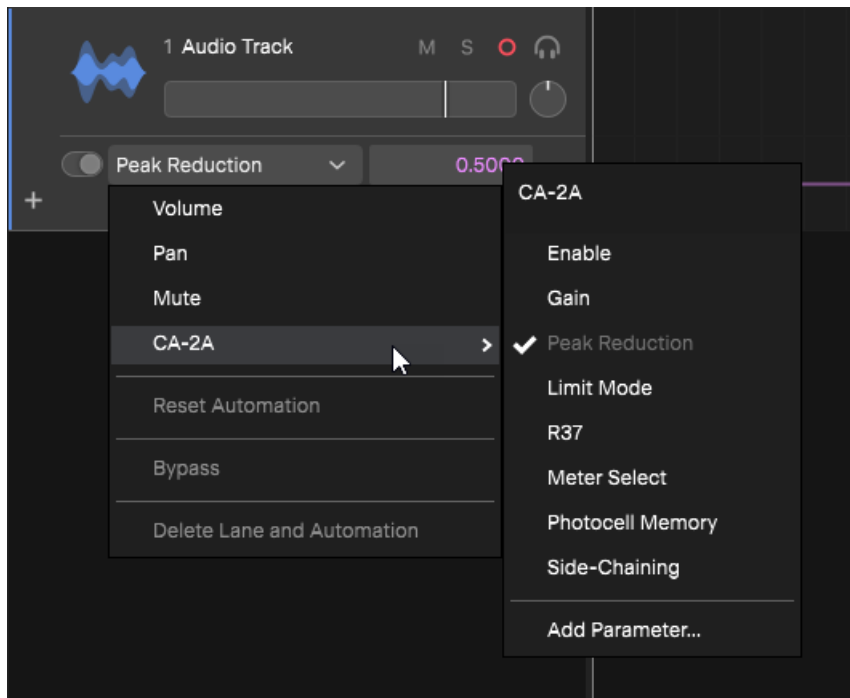 1 Audio Track M S
Peak Reduction 0.5000
Volume
Pan
Mute
CA-2A
Reset Automation
Bypass
Delete Lane and Automation
CA-2A
Enable
Gain
Peak Reduction
Limit Mode
R37
Meter Select
Photocell Memory
Side-Chaining
Add Parameter...